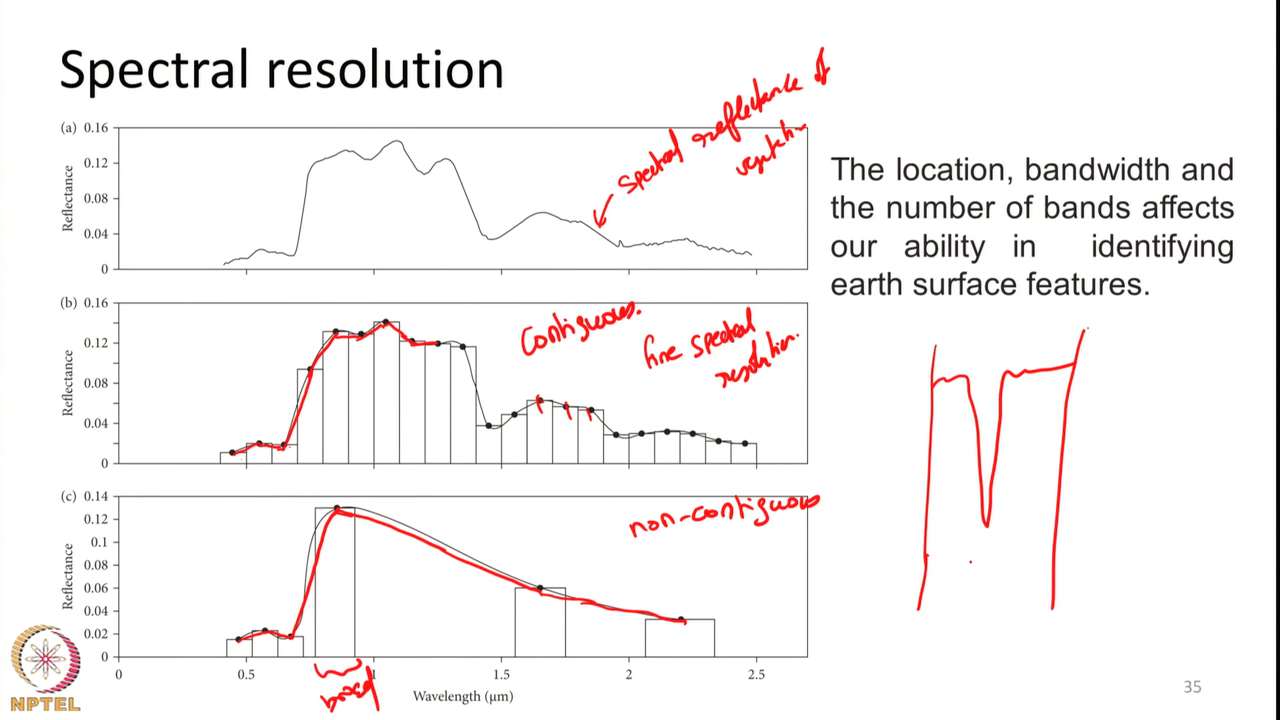 Spectral resolution
Spectral reflectance of
(a) 0.16
0.12
0.08
0.04
0
Reflectance
The location, bandwidth and
the number of bands affects
our ability in identifying
earth surface features.
(b) 0.16
0.12
0.08
0.04
0
Reflectance
Contiguous.
fine spectral
resolution.
(c) 0.14
0.12
0.1
0.08
0.06
0.04
0.02
0
Reflectance
non-contiguous
0 0.5 1 1.5 2 2.5
broad
Wavelength (μm)
NPTEL
35